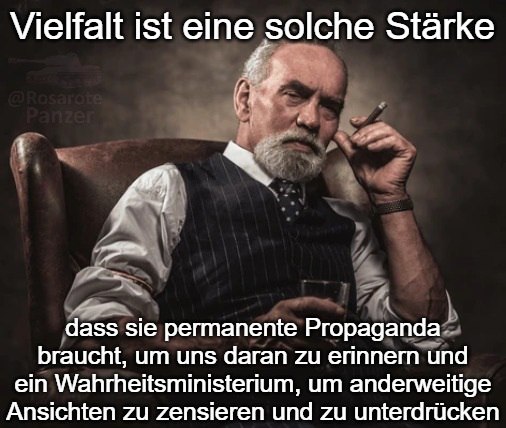 Vielfalt ist eine solche Stärke
@Rosarote
Panzer
dass sie permanente Propaganda
braucht, um uns daran zu erinnern und
ein Wahrheitsministerium, um anderweitige
Ansichten zu zensieren und zu unterdrücken